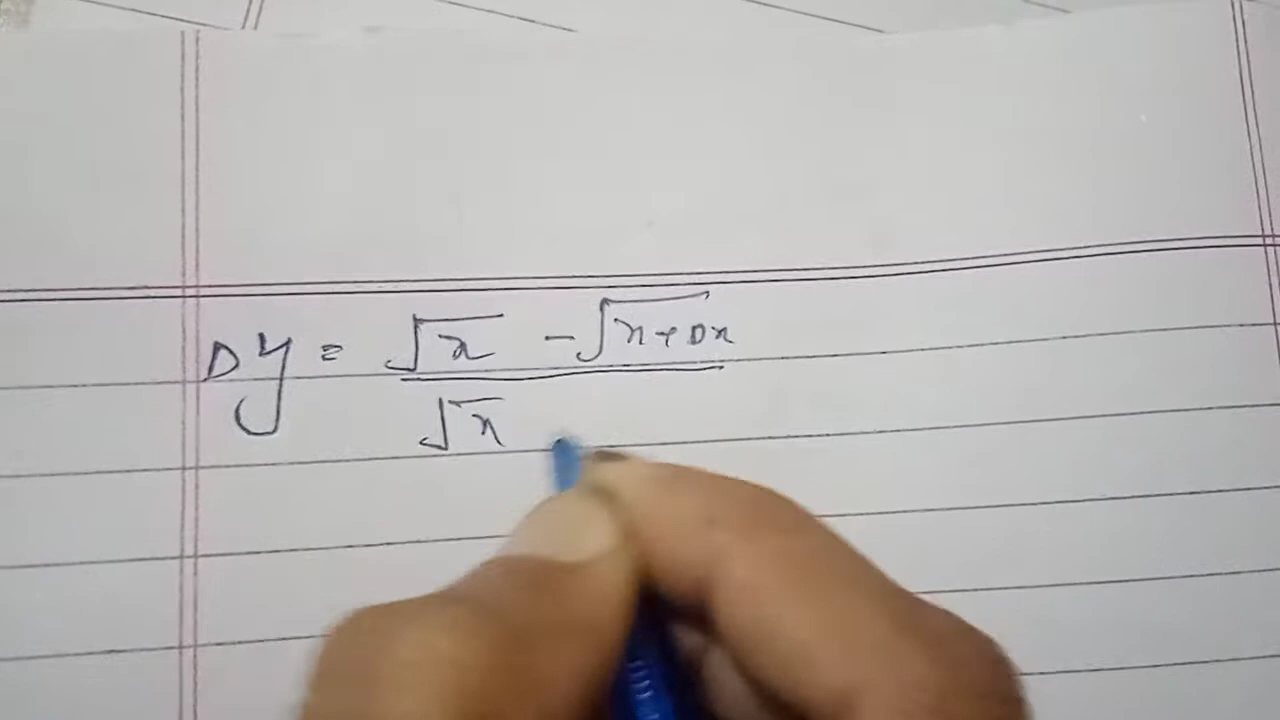 Δy = √x - √x+Δx / √x